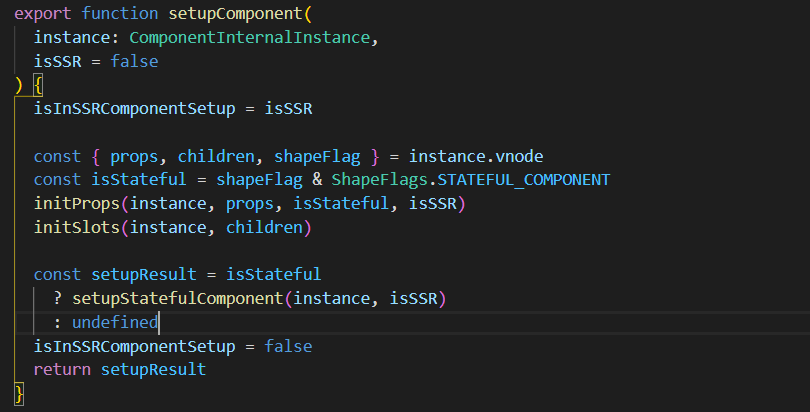 export function setupComponent(
  instance: ComponentInternalInstance,
  isSSR = false
) {
  isInSSRComponentSetup = isSSR

  const { props, children, shapeFlag } = instance.vnode
  const isStateful = shapeFlag & ShapeFlags.STATEFUL_COMPONENT
  initProps(instance, props, isStateful, isSSR)
  initSlots(instance, children)

  const setupResult = isStateful
    ? setupStatefulComponent(instance, isSSR)
    : undefined
  isInSSRComponentSetup = false
  return setupResult
}